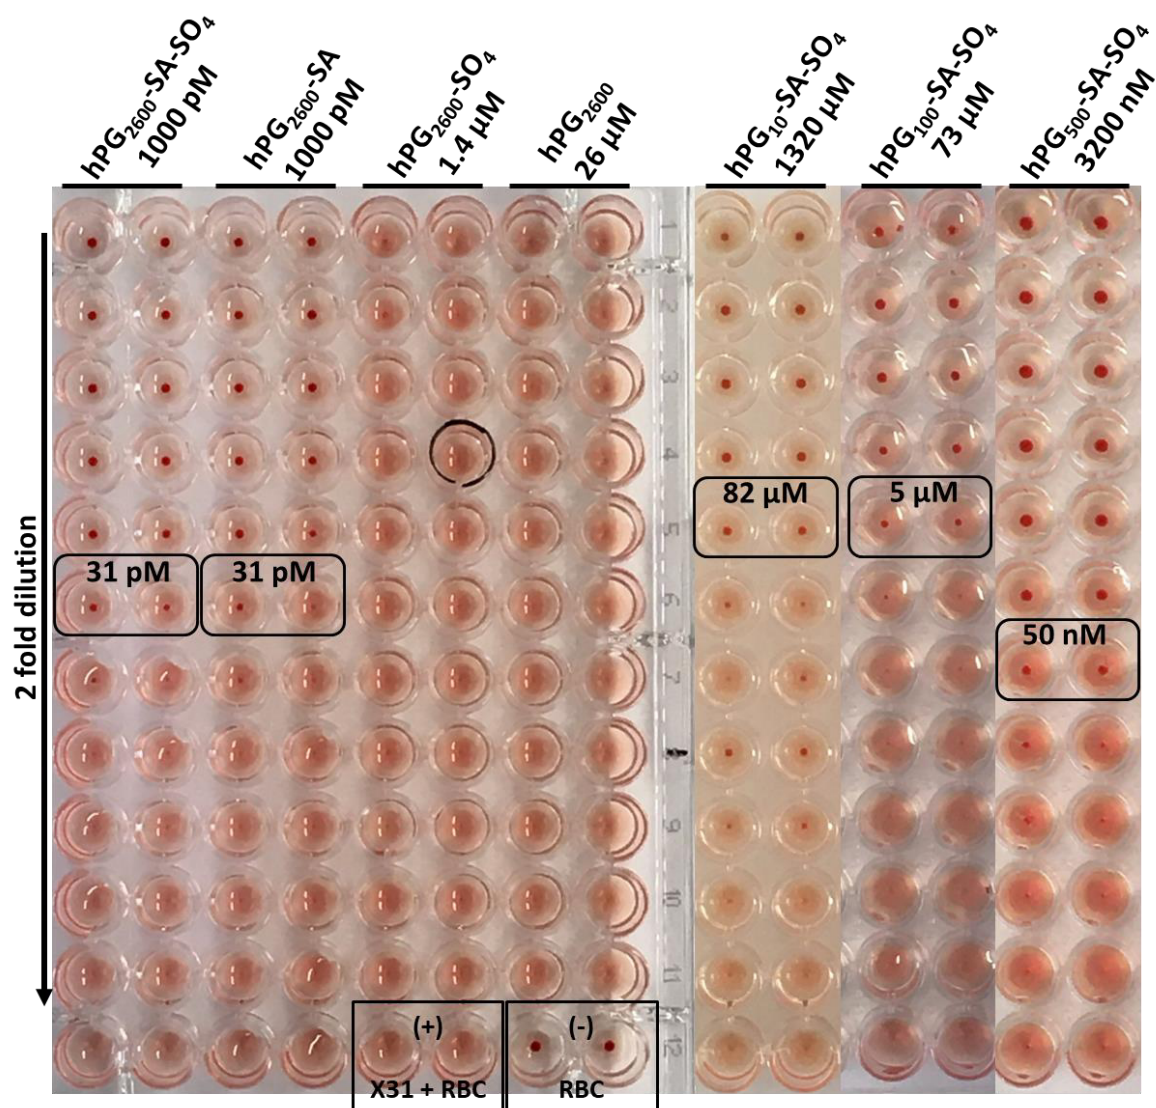 hPG₂₆₀₀-SA-SO₄
1000 pM
hPG₂₆₀₀-SA
1000 pM
hPG₂₆₀₀-SO₄
1.4 µM
hPG₂₆₀₀
26 µM
hPG₁₀-SA-SO₄
1320 µM
hPG₁₀₀-SA-SO₄
73 µM
hPG₅₀₀-SA-SO₄
3200 nM
2 fold dilution
1
2
3
4
82 µM
5 µM
5
31 pM
31 pM
6
50 nM
7
9
10
11
12
(+)
X31 + RBC
(-)
RBC